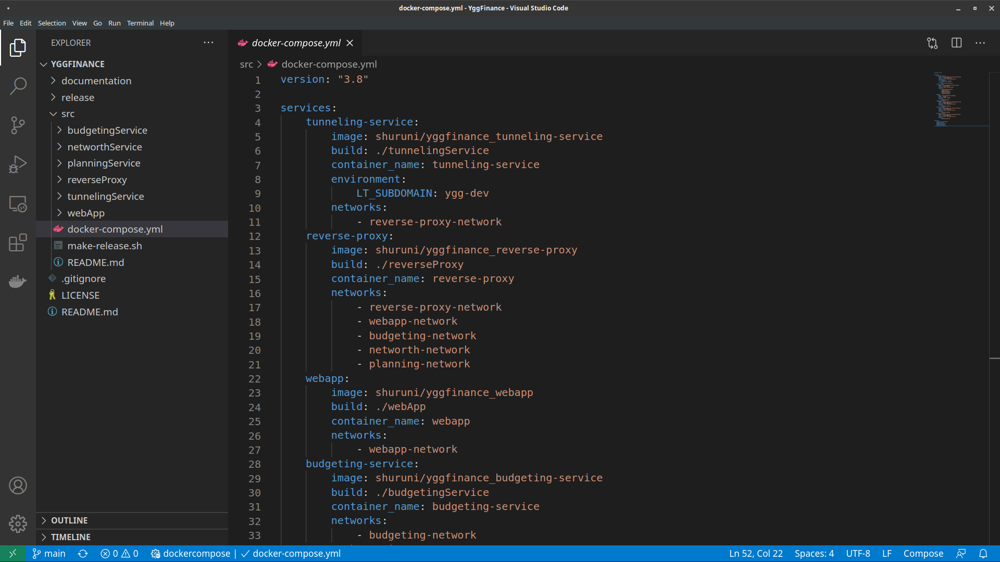 docker-compose.yml - YggFinance - Visual Studio Code
File Edit Selection View Go Run Terminal Help
EXPLORER
YGGFINANCE
documentation
release
src
budgetingService
networthService
planningService
reverseProxy
tunnelingService
webApp
docker-compose.yml
make-release.sh
README.md
.gitignore
LICENSE
README.md
OUTLINE
TIMELINE
docker-compose.yml
src > docker-compose.yml
1 version: "3.8"
2
3 services:
4     tunneling-service:
5         image: shuruni/yggfinance_tunneling-service
6         build: ./tunnelingService
7         container_name: tunneling-service
8         environment:
9             LT_SUBDOMAIN: ygg-dev
10         networks:
11             - reverse-proxy-network
12     reverse-proxy:
13         image: shuruni/yggfinance_reverse-proxy
14         build: ./reverseProxy
15         container_name: reverse-proxy
16         networks:
17             - reverse-proxy-network
18             - webapp-network
19             - budgeting-network
20             - networth-network
21             - planning-network
22     webapp:
23         image: shuruni/yggfinance_webapp
24         build: ./webApp
25         container_name: webapp
26         networks:
27             - webapp-network
28     budgeting-service:
29         image: shuruni/yggfinance_budgeting-service
30         build: ./budgetingService
31         container_name: budgeting-service
32         networks:
33             - budgeting-network
main 0 0 dockercompose | ✓ docker-compose.yml Ln 52, Col 22 Spaces: 4 UTF-8 LF Compose